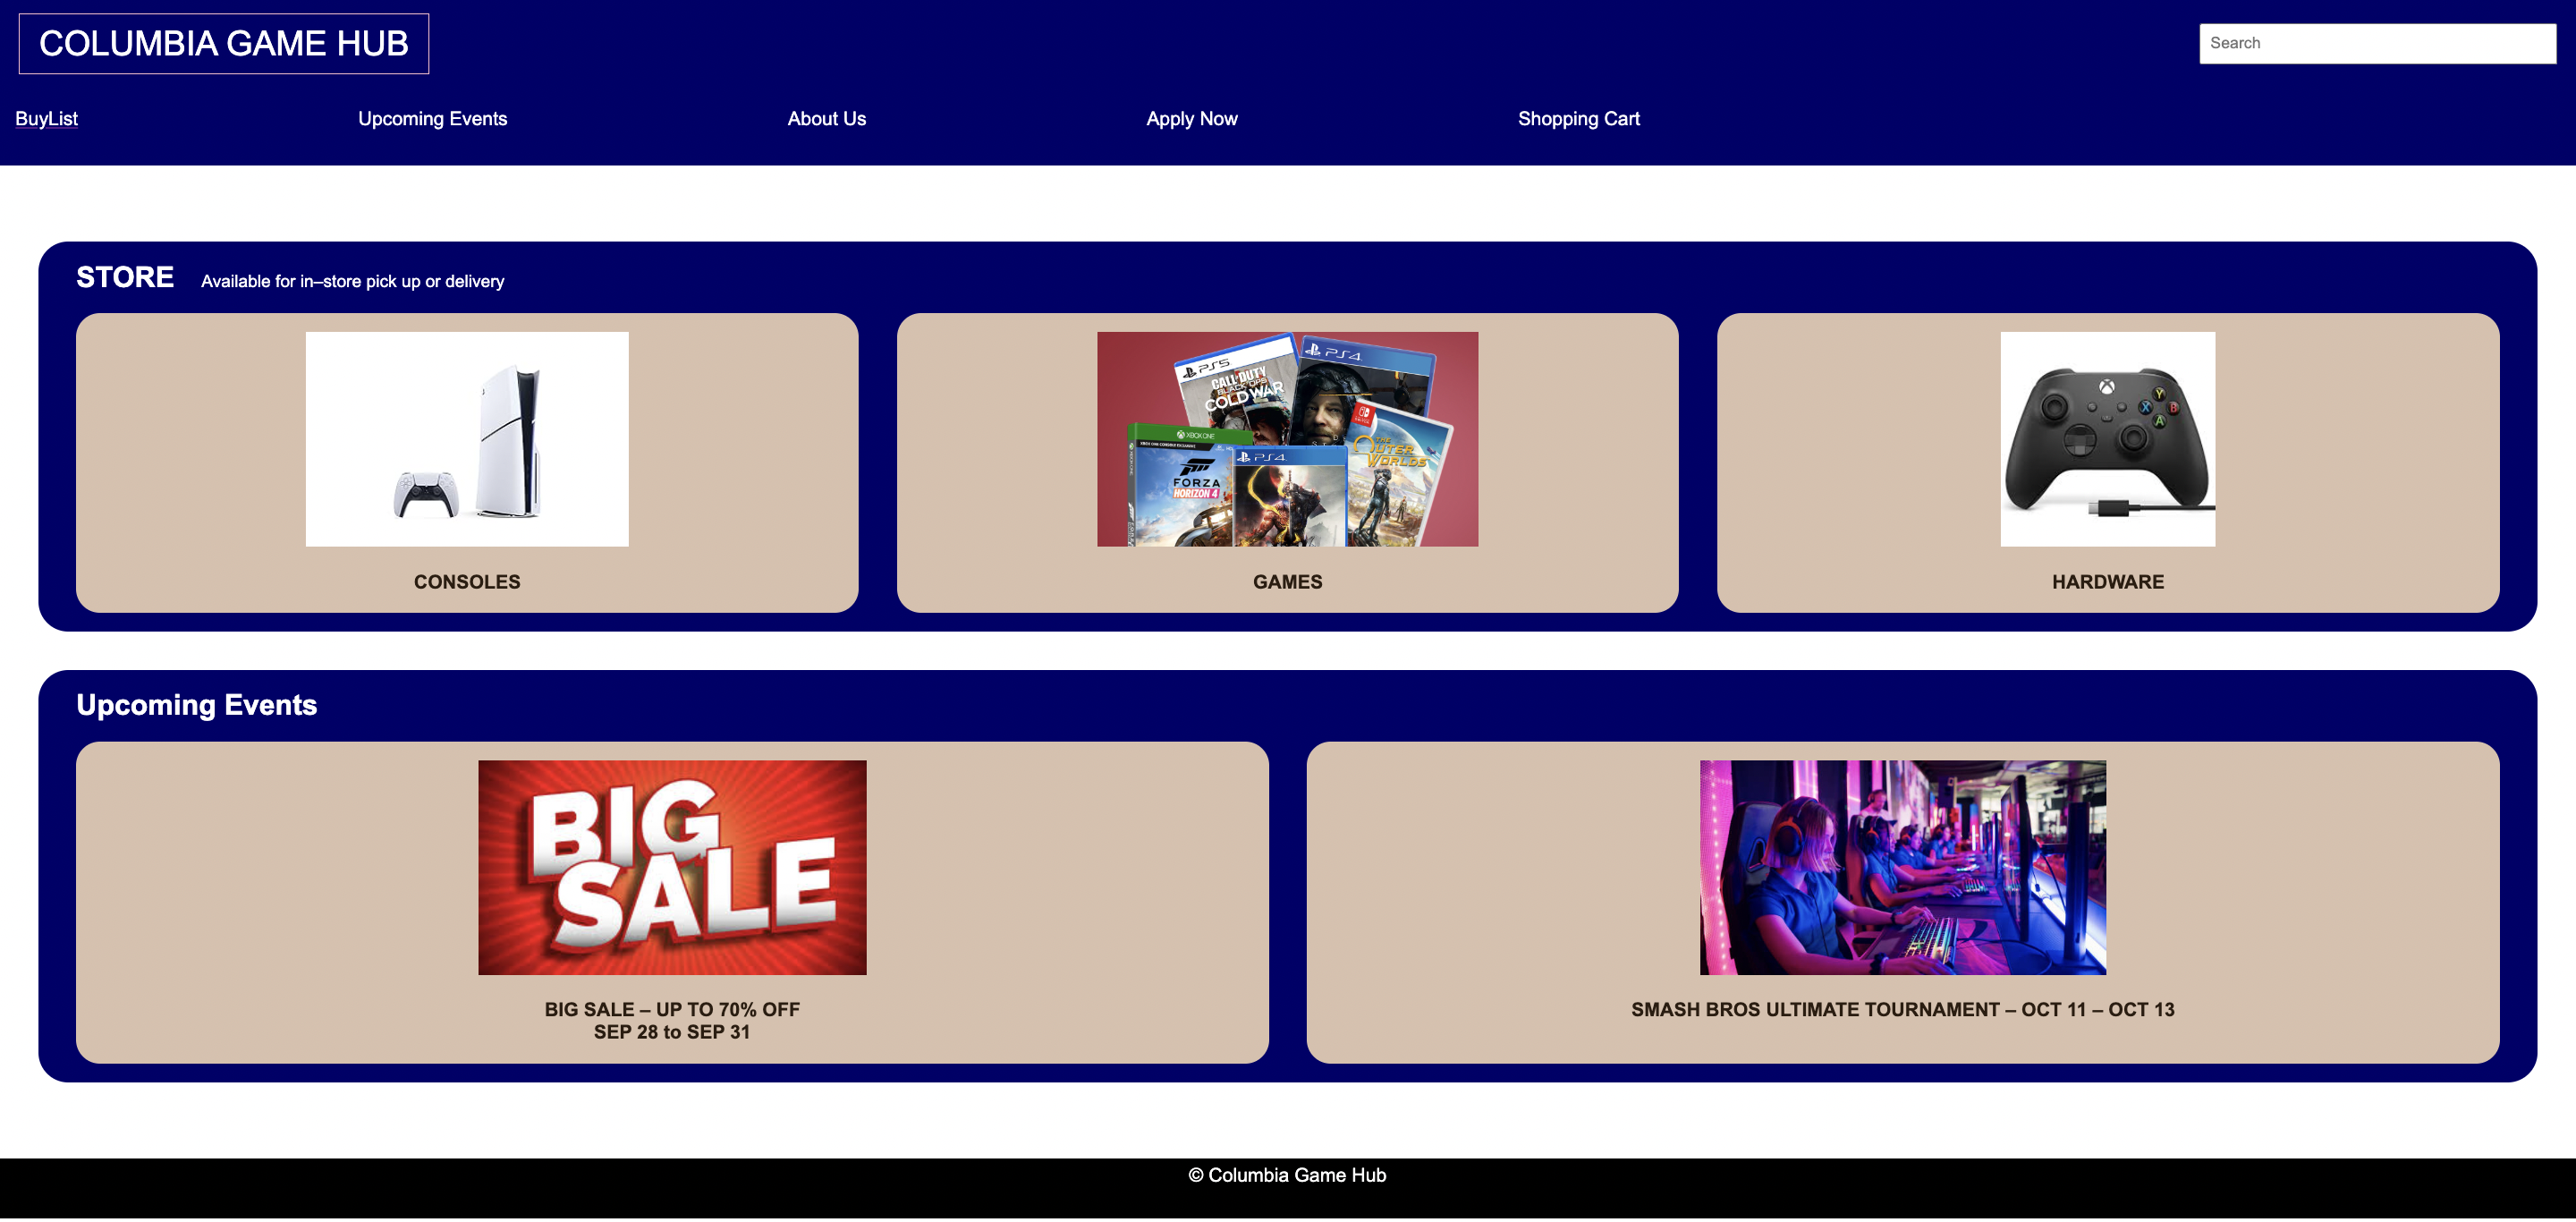 COLUMBIA GAME HUB
Search
BuyList
Upcoming Events
About Us
Apply Now
Shopping Cart
STORE
Available for in–store pick up or delivery
PS5
CALL OF DUTY
BLACK OPS
COLD WAR
PS4
XBOX ONE
FORZA
HORIZON 4
PS4
THE
OUTER
WORLDS
Y
X
B
A
CONSOLES
GAMES
HARDWARE
Upcoming Events
BIG
SALE
BIG SALE – UP TO 70% OFF
SEP 28 to SEP 31
SMASH BROS ULTIMATE TOURNAMENT – OCT 11 – OCT 13
© Columbia Game Hub